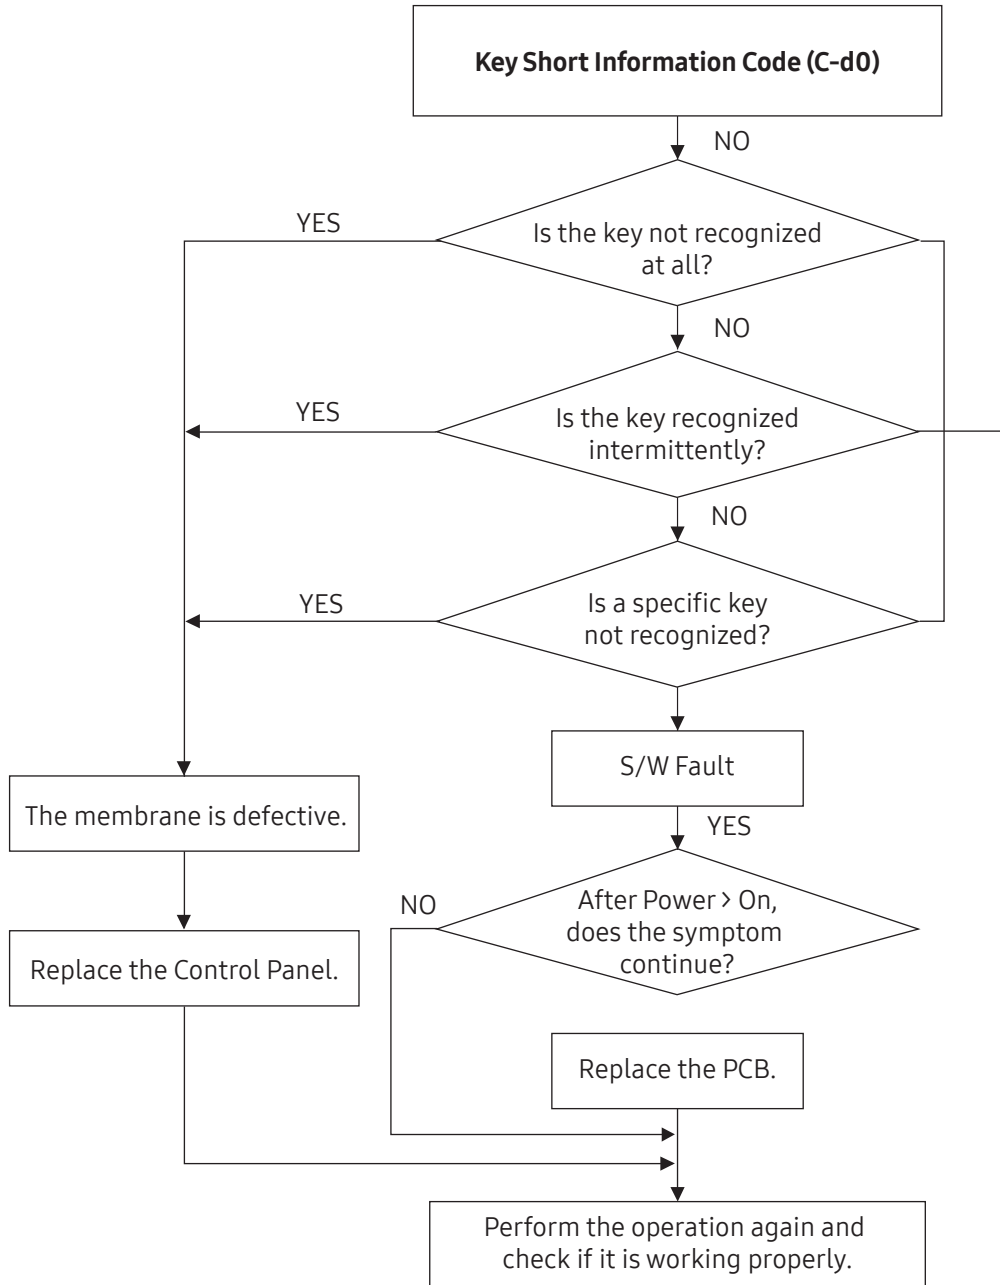 Key Short Information Code (C-d0)
NO
YES
Is the key not recognized
at all?
NO
YES
Is the key recognized
intermittently?
NO
YES
Is a specific key
not recognized?
S/W Fault
The membrane is defective.
YES
NO
After Power > On,
does the symptom
continue?
Replace the Control Panel.
Replace the PCB.
Perform the operation again and
check if it is working properly.